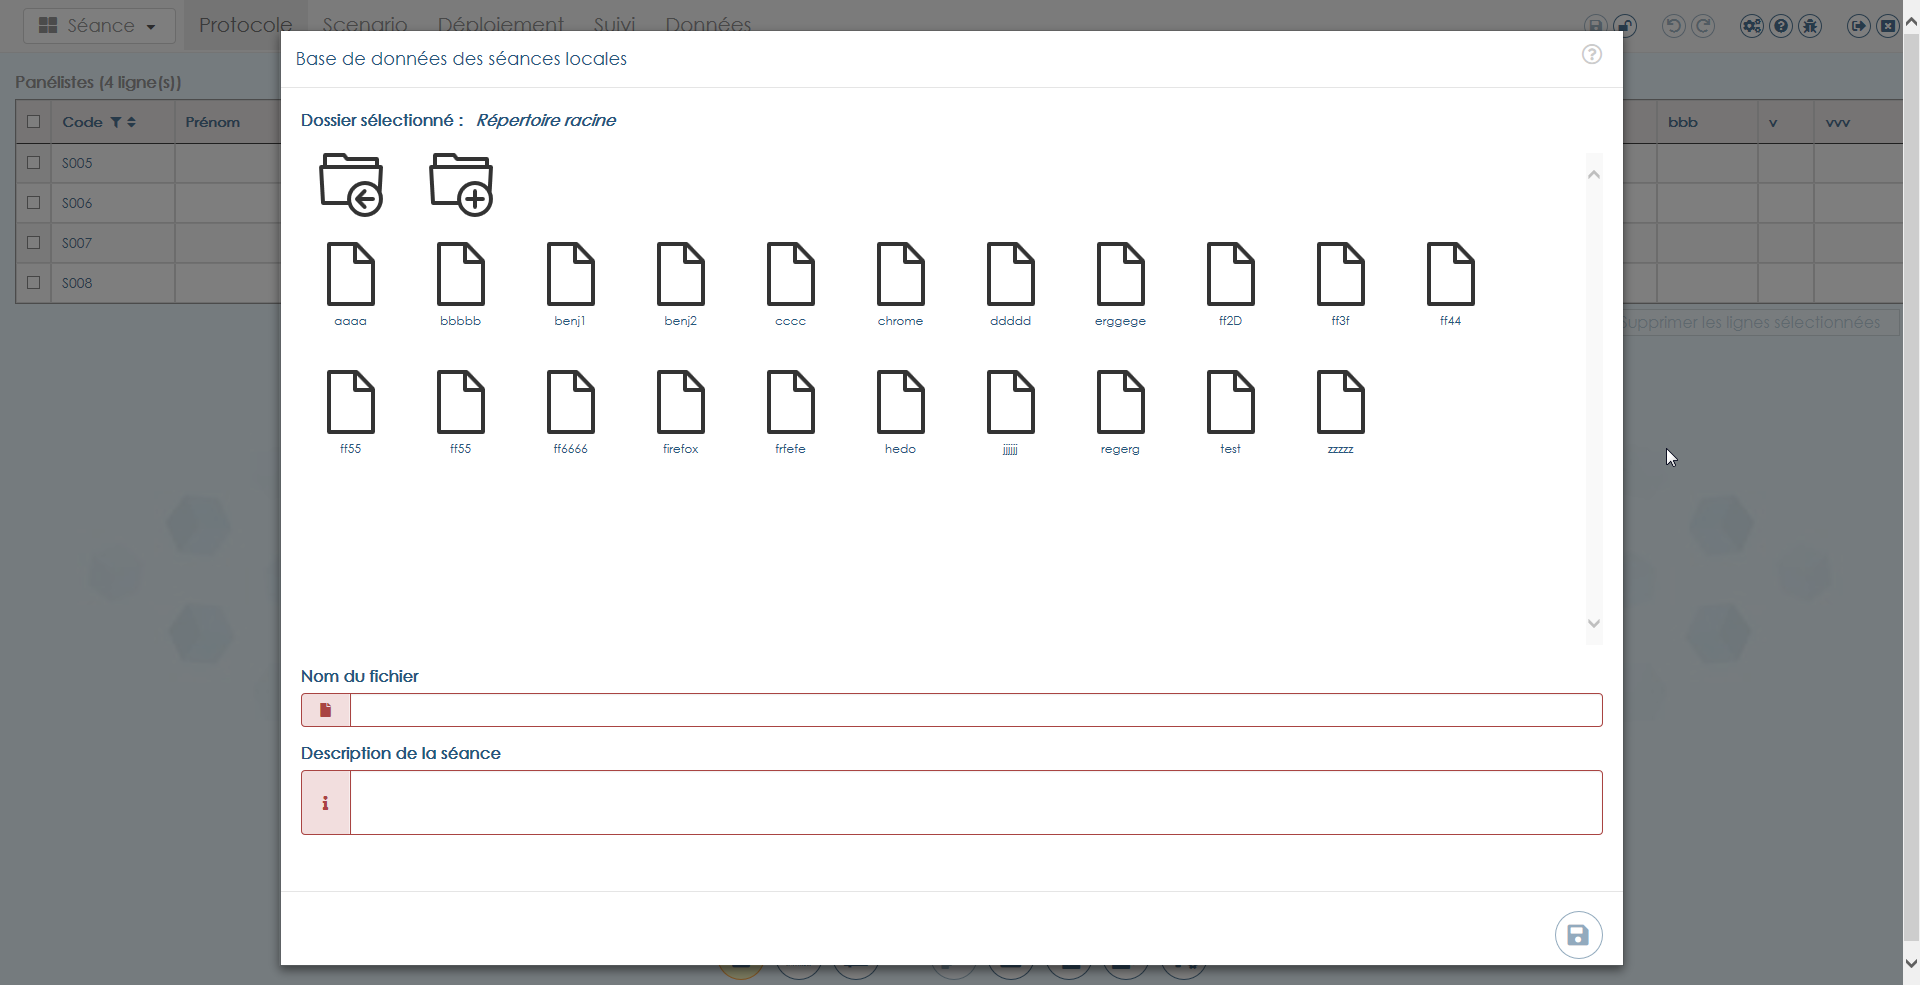 Séance Protocole Scenario Déploiement Suivi Données
Base de données des séances locales
Panélistes (4 ligne(s))
Dossier sélectionné : Répertoire racine
Code Prénom bbb v vvv
S005
S006
S007
S008
aaaa bbbbb benj1 benj2 cccc chrome ddddd erggege ff2D ff3f ff44
Supprimer les lignes sélectionnées
ff55 ff55 ff6666 firefox frfefe hedo jjjjjj regerg test zzzzz
Nom du fichier
Description de la séance